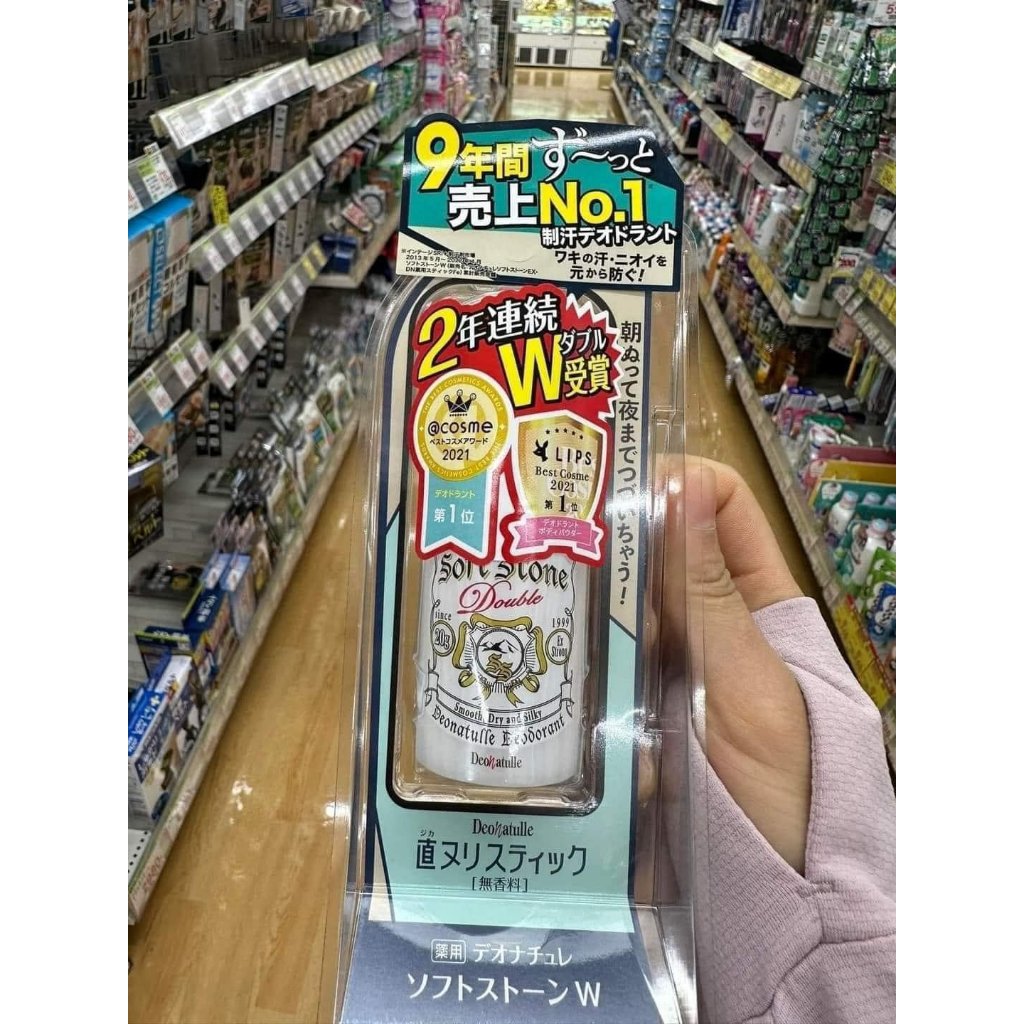 9年間ず〜っと
売上No.1
制汗デオドラント
ワキの汗・ニオイを
元から防ぐ!
朝ぬって夜までつづいちゃう!
2年連続
Wダブル受賞
THE BEST COSMETICS AWARDS
@cosme
ベストコスメアワード
2021
デオドラント
第1位
LIPS
Best Cosme
2021
第1位
デオドラント
ボディパウダー
Soft Stone
Double
since 1999
20g
Ex Strong
SS
Smooth, Dry and Silky
Deonatulle Deodorant
Deonatulle
Deonatulle
ジカ
直ヌリスティック
[無香料]
薬用 デオナチュレ
ソフトストーンW